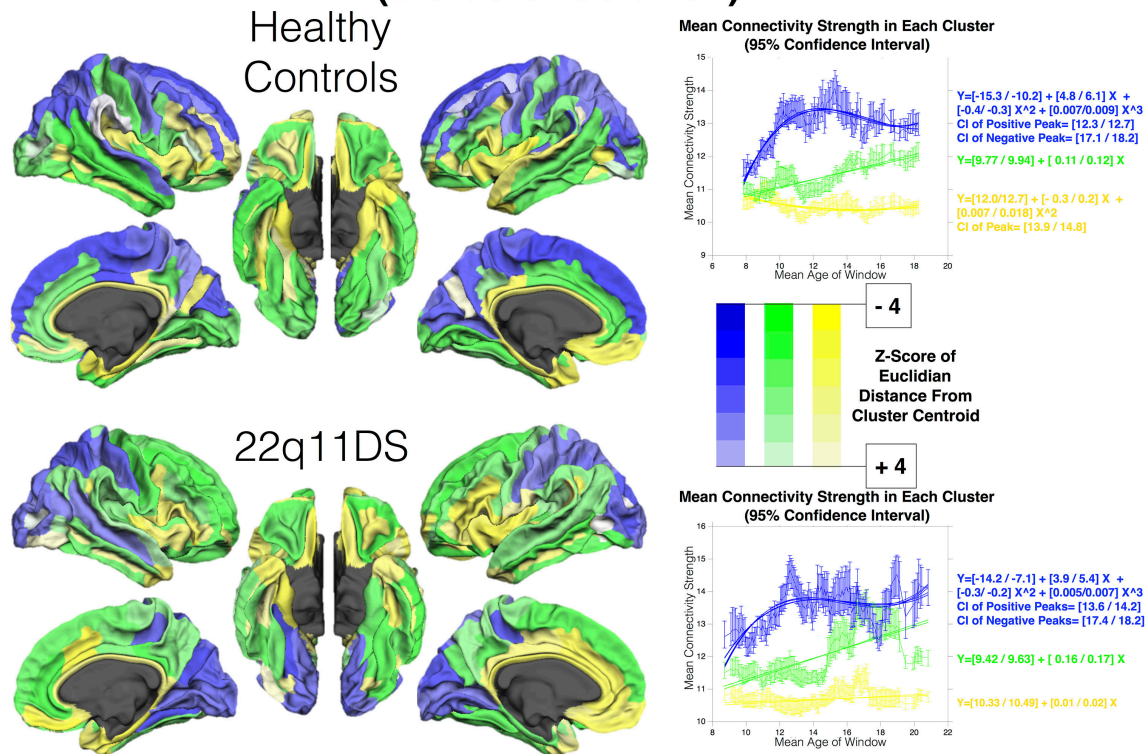 Healthy
Controls
Mean Connectivity Strength in Each Cluster
(95% Confidence Interval)
Mean Connectivity Strength
15
14
13
12
11
10
9
6
8
10
12
14
16
18
20
Mean Age of Window
Y=[-15.3 / -10.2] + [4.8 / 6.1] X +
[-0.4/ -0.3] X^2 + [0.007/0.009] X^3
CI of Positive Peak= [12.3 / 12.7]
CI of Negative Peak= [17.1 / 18.2]
Y=[9.77 / 9.94] + [ 0.11 / 0.12] X
Y=[12.0/12.7] + [- 0.3 / 0.2] X +
[0.007 / 0.018] X^2
CI of Peak= [13.9 / 14.8]
- 4
Z-Score of
Euclidian
Distance From
Cluster Centroid
+ 4
22q11DS
Mean Connectivity Strength in Each Cluster
(95% Confidence Interval)
Mean Connectivity Strength
16
15
14
13
12
11
10
8
10
12
14
16
18
20
22
Mean Age of Window
Y=[-14.2 / -7.1] + [3.9 / 5.4] X +
[-0.3/ -0.2] X^2 + [0.005/0.007] X^3
CI of Positive Peaks= [13.6 / 14.2]
CI of Negative Peaks= [17.4 / 18.2]
Y=[9.42 / 9.63] + [ 0.16 / 0.17] X
Y=[10.33 / 10.49] + [0.01 / 0.02] X